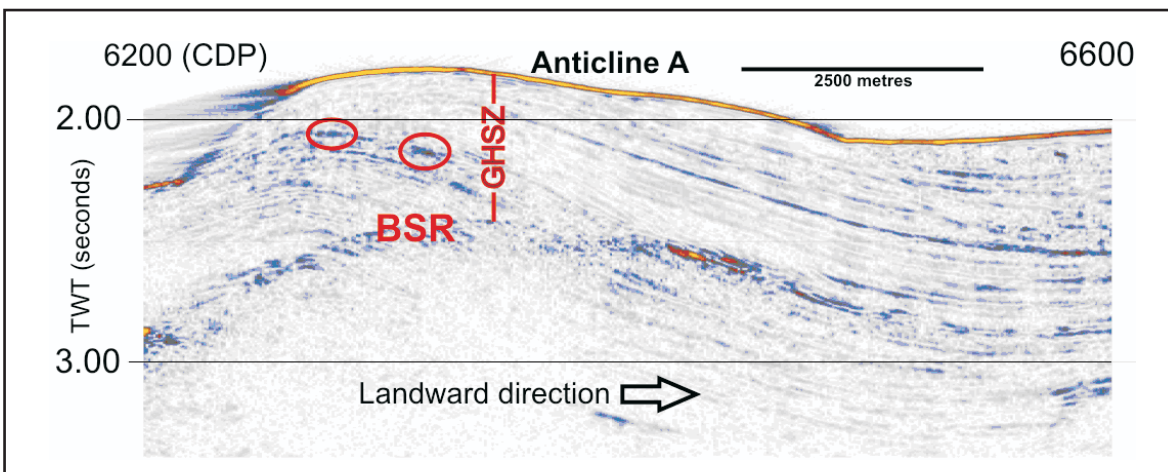 6200 (CDP)
Anticline A
6600
2500 metres
2.00
GHSZ
BSR
TWT (seconds)
3.00
Landward direction